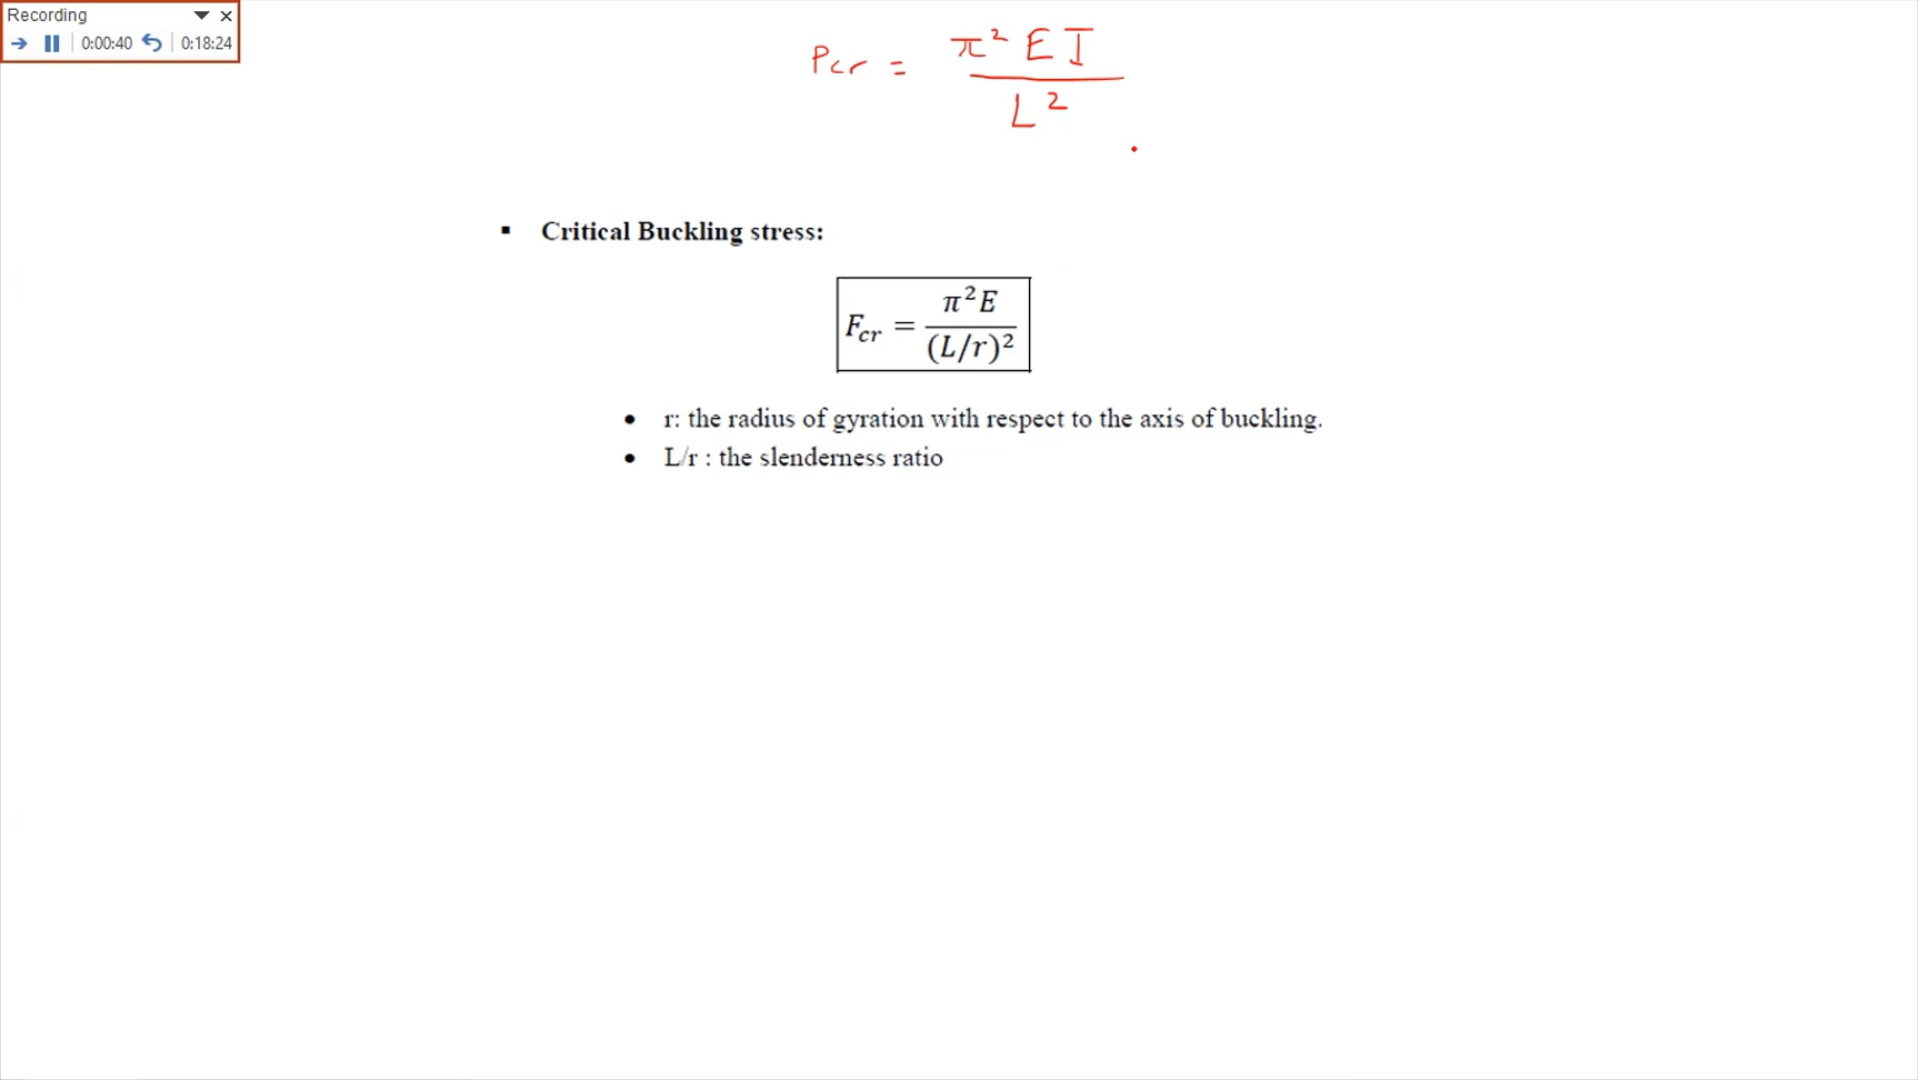 Recording
0:00:40 0:18:24
Pcr = π² E I / L²
▪ Critical Buckling stress:
F_cr = π²E / (L/r)²
• r: the radius of gyration with respect to the axis of buckling.
• L/r : the slenderness ratio